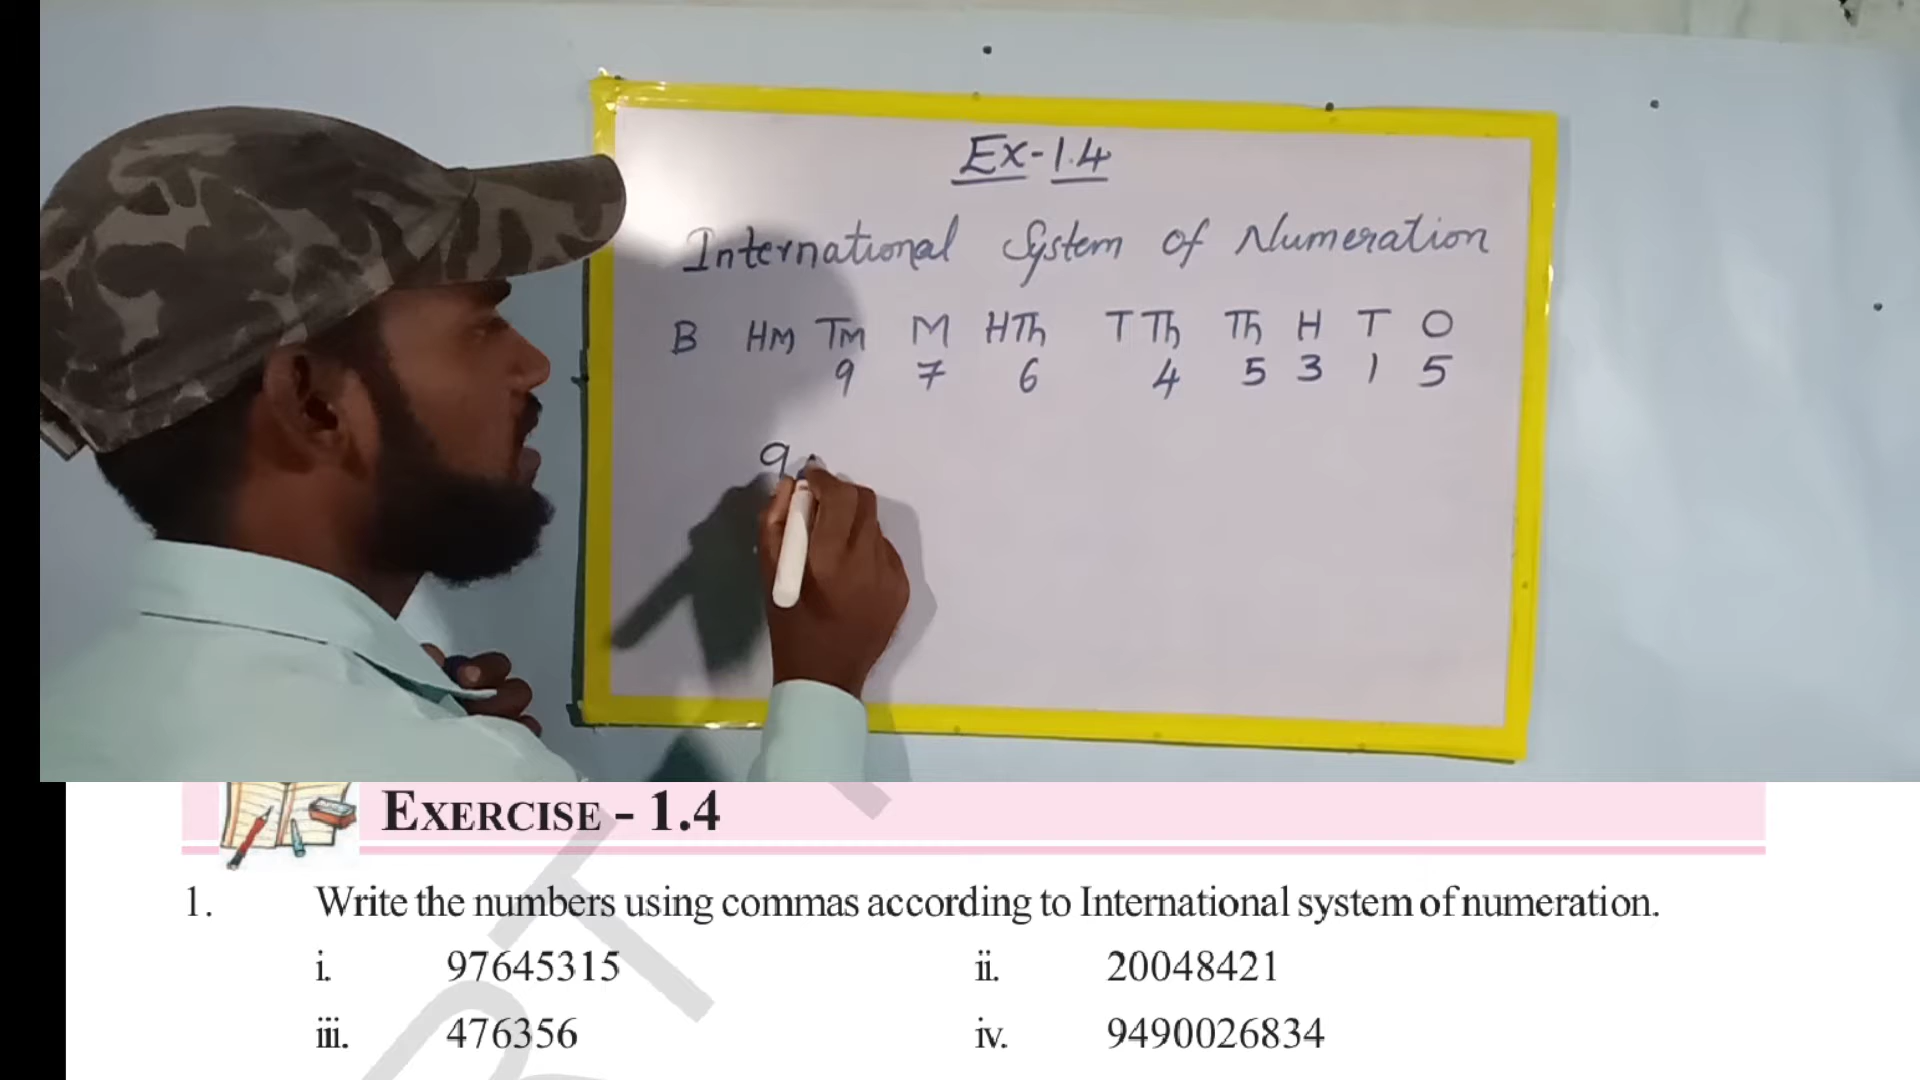 Ex-1.4
International System of Numeration
B HM TM M HTh T Th Th H T O
9 7 6 4 5 3 1 5
9
EXERCISE - 1.4
1. Write the numbers using commas according to International system of numeration.
i. 97645315 ii. 20048421
iii. 476356 iv. 9490026834